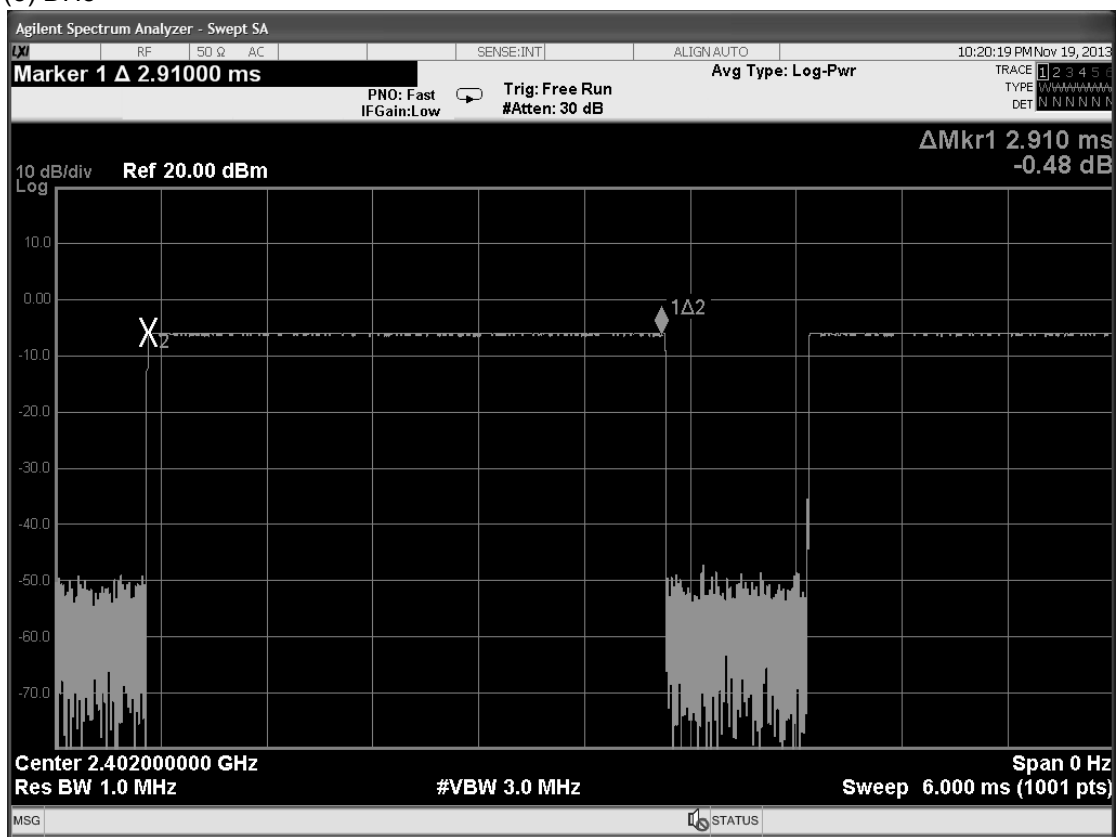 Agilent Spectrum Analyzer - Swept SA
LXI RF 50 Ω AC SENSE:INT ALIGN AUTO 10:20:19 PM Nov 19, 2013
Marker 1 Δ 2.91000 ms
PNO: Fast
IFGain:Low
Trig: Free Run
#Atten: 30 dB
Avg Type: Log-Pwr
TRACE 1 2 3 4 5 6
TYPE
DET N N N N N N
ΔMkr1 2.910 ms
-0.48 dB
10 dB/div Ref 20.00 dBm
Log
10.0
0.00
1Δ2
X2
-10.0
-20.0
-30.0
-40.0
-50.0
-60.0
-70.0
Center 2.402000000 GHz Span 0 Hz
Res BW 1.0 MHz #VBW 3.0 MHz Sweep 6.000 ms (1001 pts)
MSG STATUS